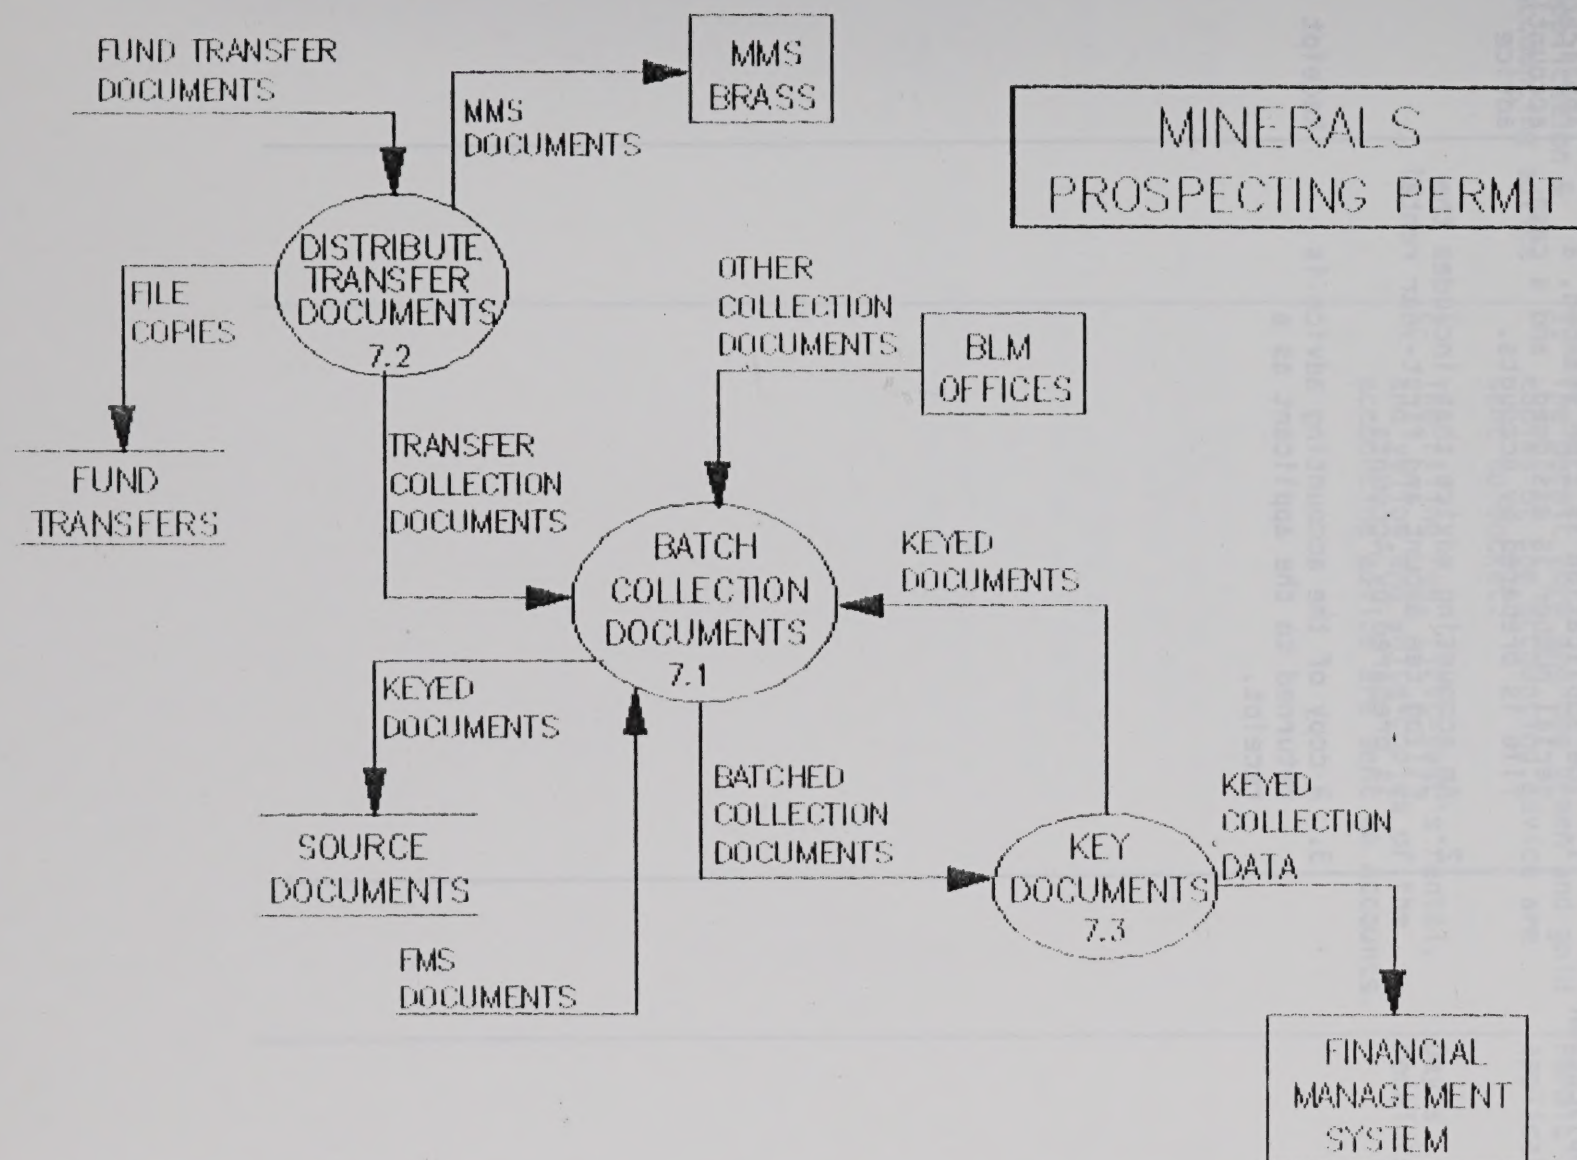 FUND TRANSFER
DOCUMENTS
MMS
BRASS
MMS
DOCUMENTS
MINERALS
PROSPECTING PERMIT
DISTRIBUTE
TRANSFER
DOCUMENTS
7.2
FILE
COPIES
OTHER
COLLECTION
DOCUMENTS
BLM
OFFICES
FUND
TRANSFERS
TRANSFER
COLLECTION
DOCUMENTS
BATCH
COLLECTION
DOCUMENTS
7.1
KEYED
DOCUMENTS
KEYED
DOCUMENTS
BATCHED
COLLECTION
DOCUMENTS
KEYED
COLLECTION
DATA
SOURCE
DOCUMENTS
KEY
DOCUMENTS
7.3
FMS
DOCUMENTS
FINANCIAL
MANAGEMENT
SYSTEM